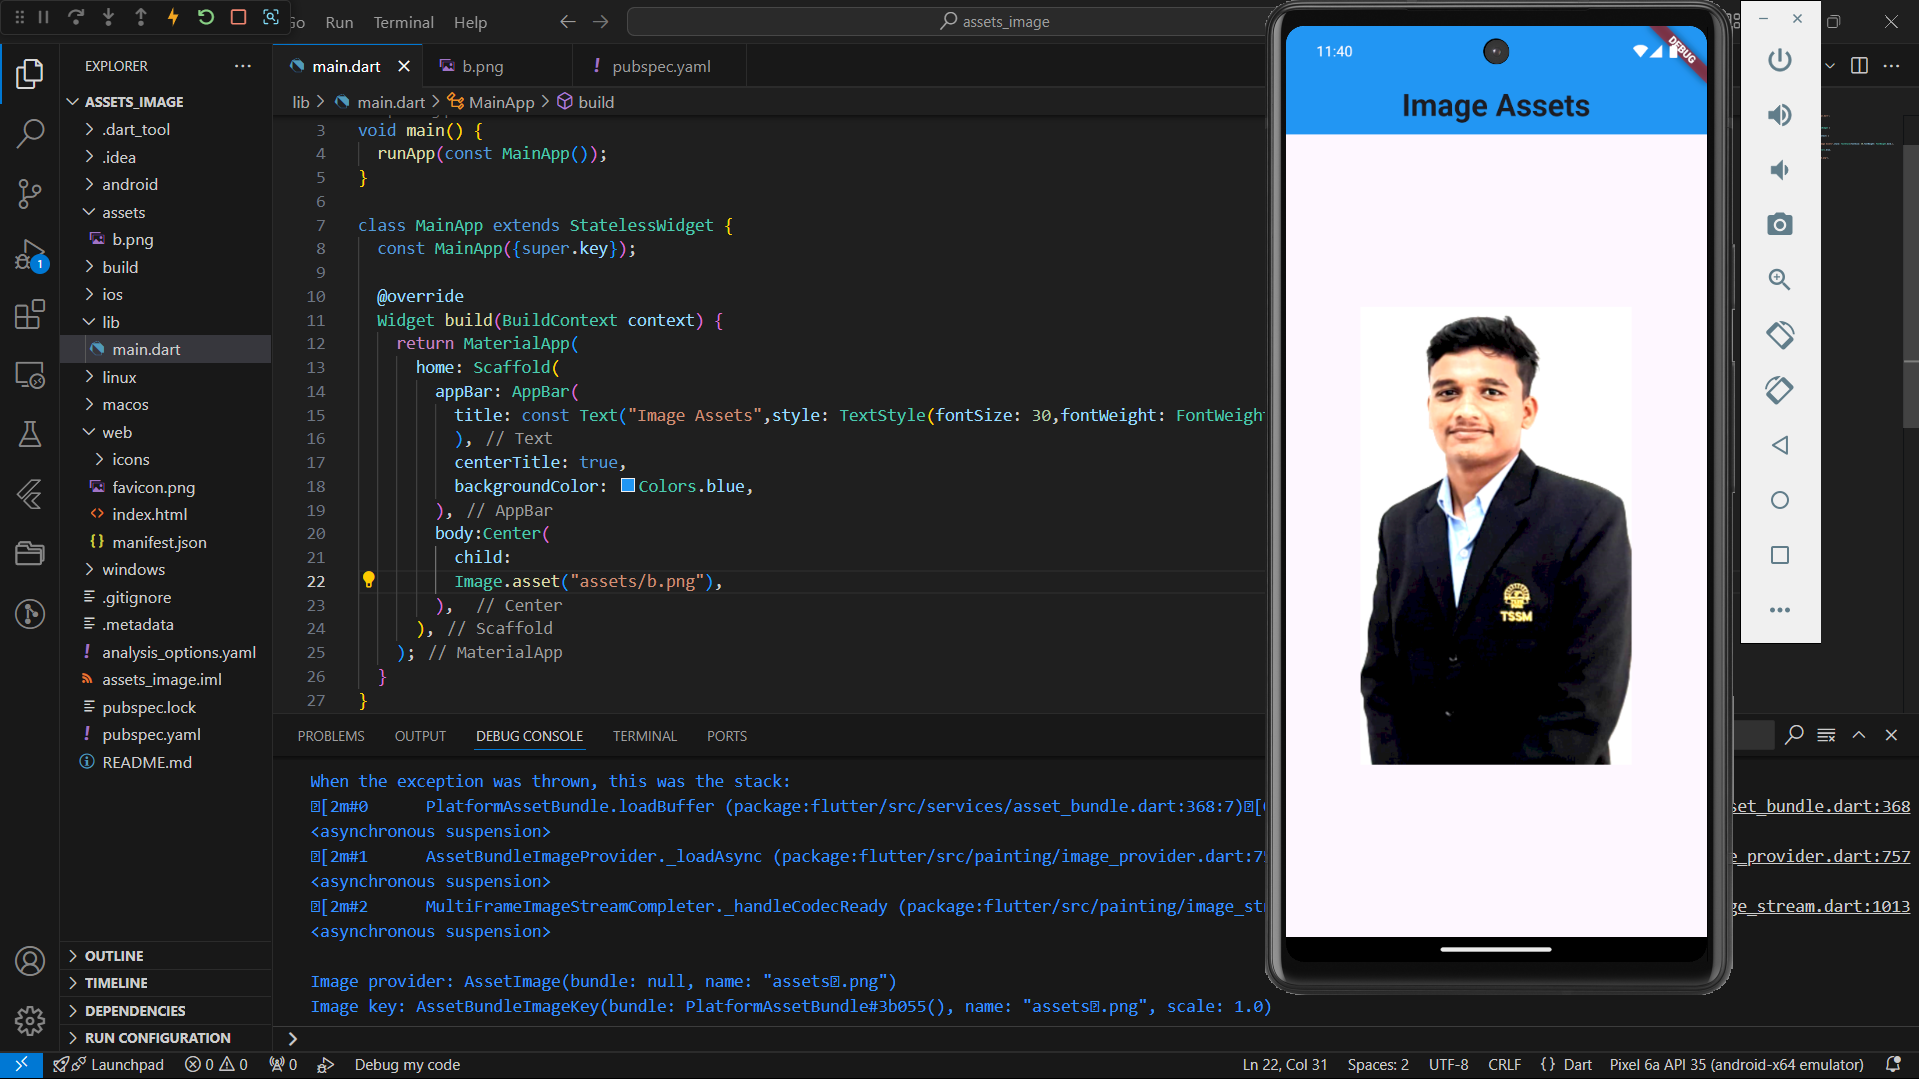 Go Run Terminal Help
assets_image
EXPLORER
ASSETS_IMAGE
.dart_tool
.idea
android
assets
b.png
build
ios
lib
main.dart
linux
macos
web
icons
favicon.png
index.html
manifest.json
windows
.gitignore
.metadata
analysis_options.yaml
assets_image.iml
pubspec.lock
pubspec.yaml
README.md
OUTLINE
TIMELINE
DEPENDENCIES
RUN CONFIGURATION
1
main.dart
b.png
pubspec.yaml
lib > main.dart > MainApp > build
3 void main() {
4 runApp(const MainApp());
5 }
6
7 class MainApp extends StatelessWidget {
8 const MainApp({super.key});
9
10 @override
11 Widget build(BuildContext context) {
12 return MaterialApp(
13 home: Scaffold(
14 appBar: AppBar(
15 title: const Text("Image Assets",style: TextStyle(fontSize: 30,fontWeight: FontWeight
16 ), // Text
17 centerTitle: true,
18 backgroundColor: Colors.blue,
19 ), // AppBar
20 body:Center(
21 child:
22 Image.asset("assets/b.png"),
23 ), // Center
24 ), // Scaffold
25 ); // MaterialApp
26 }
27 }
PROBLEMS OUTPUT DEBUG CONSOLE TERMINAL PORTS
When the exception was thrown, this was the stack:
[2m#0 PlatformAssetBundle.loadBuffer (package:flutter/src/services/asset_bundle.dart:368:7)[ set_bundle.dart:368
<asynchronous suspension>
[2m#1 AssetBundleImageProvider._loadAsync (package:flutter/src/painting/image_provider.dart:75 e_provider.dart:757
<asynchronous suspension>
[2m#2 MultiFrameImageStreamCompleter._handleCodecReady (package:flutter/src/painting/image_str ge_stream.dart:1013
<asynchronous suspension>
Image provider: AssetImage(bundle: null, name: "assets.png")
Image key: AssetBundleImageKey(bundle: PlatformAssetBundle#3b055(), name: "assets.png", scale: 1.0)
11:40
DEBUG
Image Assets
TSSM
Launchpad 0 0 0 Debug my code Ln 22, Col 31 Spaces: 2 UTF-8 CRLF {} Dart Pixel 6a API 35 (android-x64 emulator)